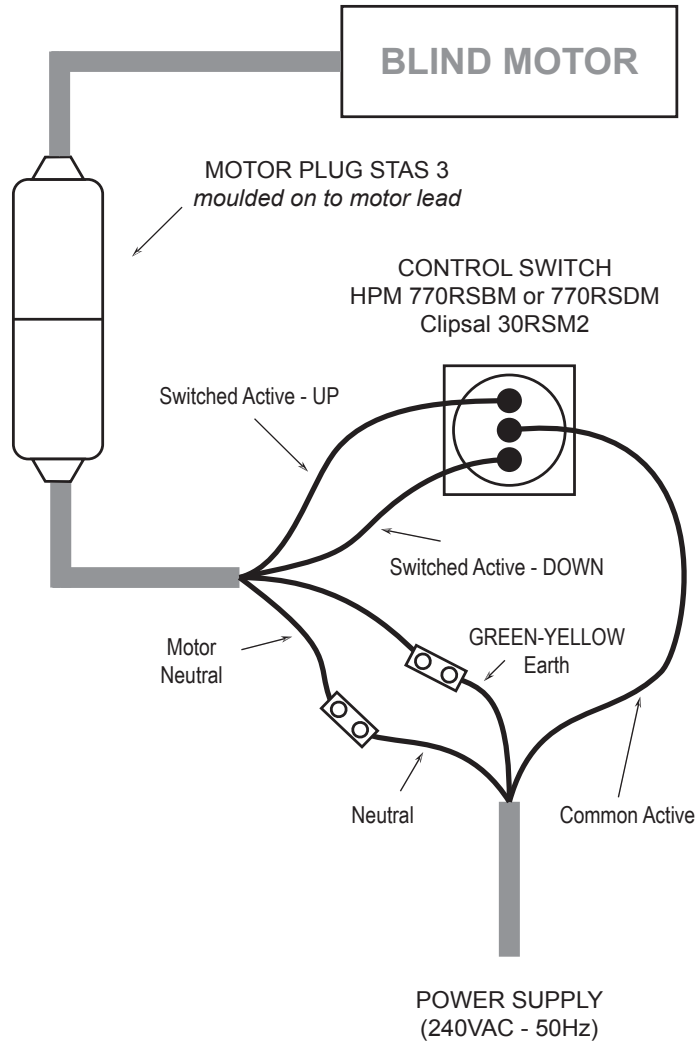 BLIND MOTOR
MOTOR PLUG STAS 3
moulded on to motor lead
CONTROL SWITCH
HPM 770RSBM or 770RSDM
Clipsal 30RSM2
Switched Active - UP
Switched Active - DOWN
Motor
Neutral
GREEN-YELLOW
Earth
Neutral
Common Active
POWER SUPPLY
(240VAC - 50Hz)